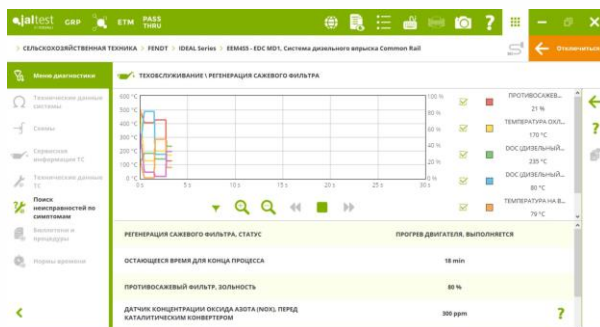 jaltest GRP ETM PASS THRU
СЕЛЬСКОХОЗЯЙСТВЕННАЯ ТЕХНИКА > FENDT > IDEAL Series > EEM4S5 - EDC MD1, Система дизельного впрыска Common Rail
Отключиться
Меню диагностики
ТЕХОБСЛУЖИВАНИЕ \ РЕГЕНЕРАЦИЯ САЖЕВОГО ФИЛЬТРА
Технические данные системы
Схемы
Сервисная информация ТС
Технические данные ТС
Поиск неисправностей по симптомам
Бюллетени и процедуры
Нормы времени
600 °C
500 °C
400 °C
300 °C
200 °C
100 °C
0 °C
100 %
80 %
60 %
40 %
20 %
0 %
0 s 5 s 10 s 15 s 20 s 25 s 30 s
ПРОТИВОСАЖЕВ...
21 %
ТЕМПЕРАТУРА ОХЛ...
170 °C
DOC (ДИЗЕЛЬНЫЙ...
235 °C
DOC (ДИЗЕЛЬНЫЙ...
80 °C
ТЕМПЕРАТУРА НА В...
79 °C
РЕГЕНЕРАЦИЯ САЖЕВОГО ФИЛЬТРА, СТАТУС
ПРОГРЕВ ДВИГАТЕЛЯ, ВЫПОЛНЯЕТСЯ
ОСТАЮЩЕЕСЯ ВРЕМЯ ДЛЯ КОНЦА ПРОЦЕССА
18 min
ПРОТИВОСАЖЕВЫЙ ФИЛЬТР, ЗОЛЬНОСТЬ
80 %
ДАТЧИК КОНЦЕНТРАЦИИ ОКСИДА АЗОТА (NOX), ПЕРЕД
КАТАЛИТИЧЕСКИМ КОНВЕРТЕРОМ
300 ppm